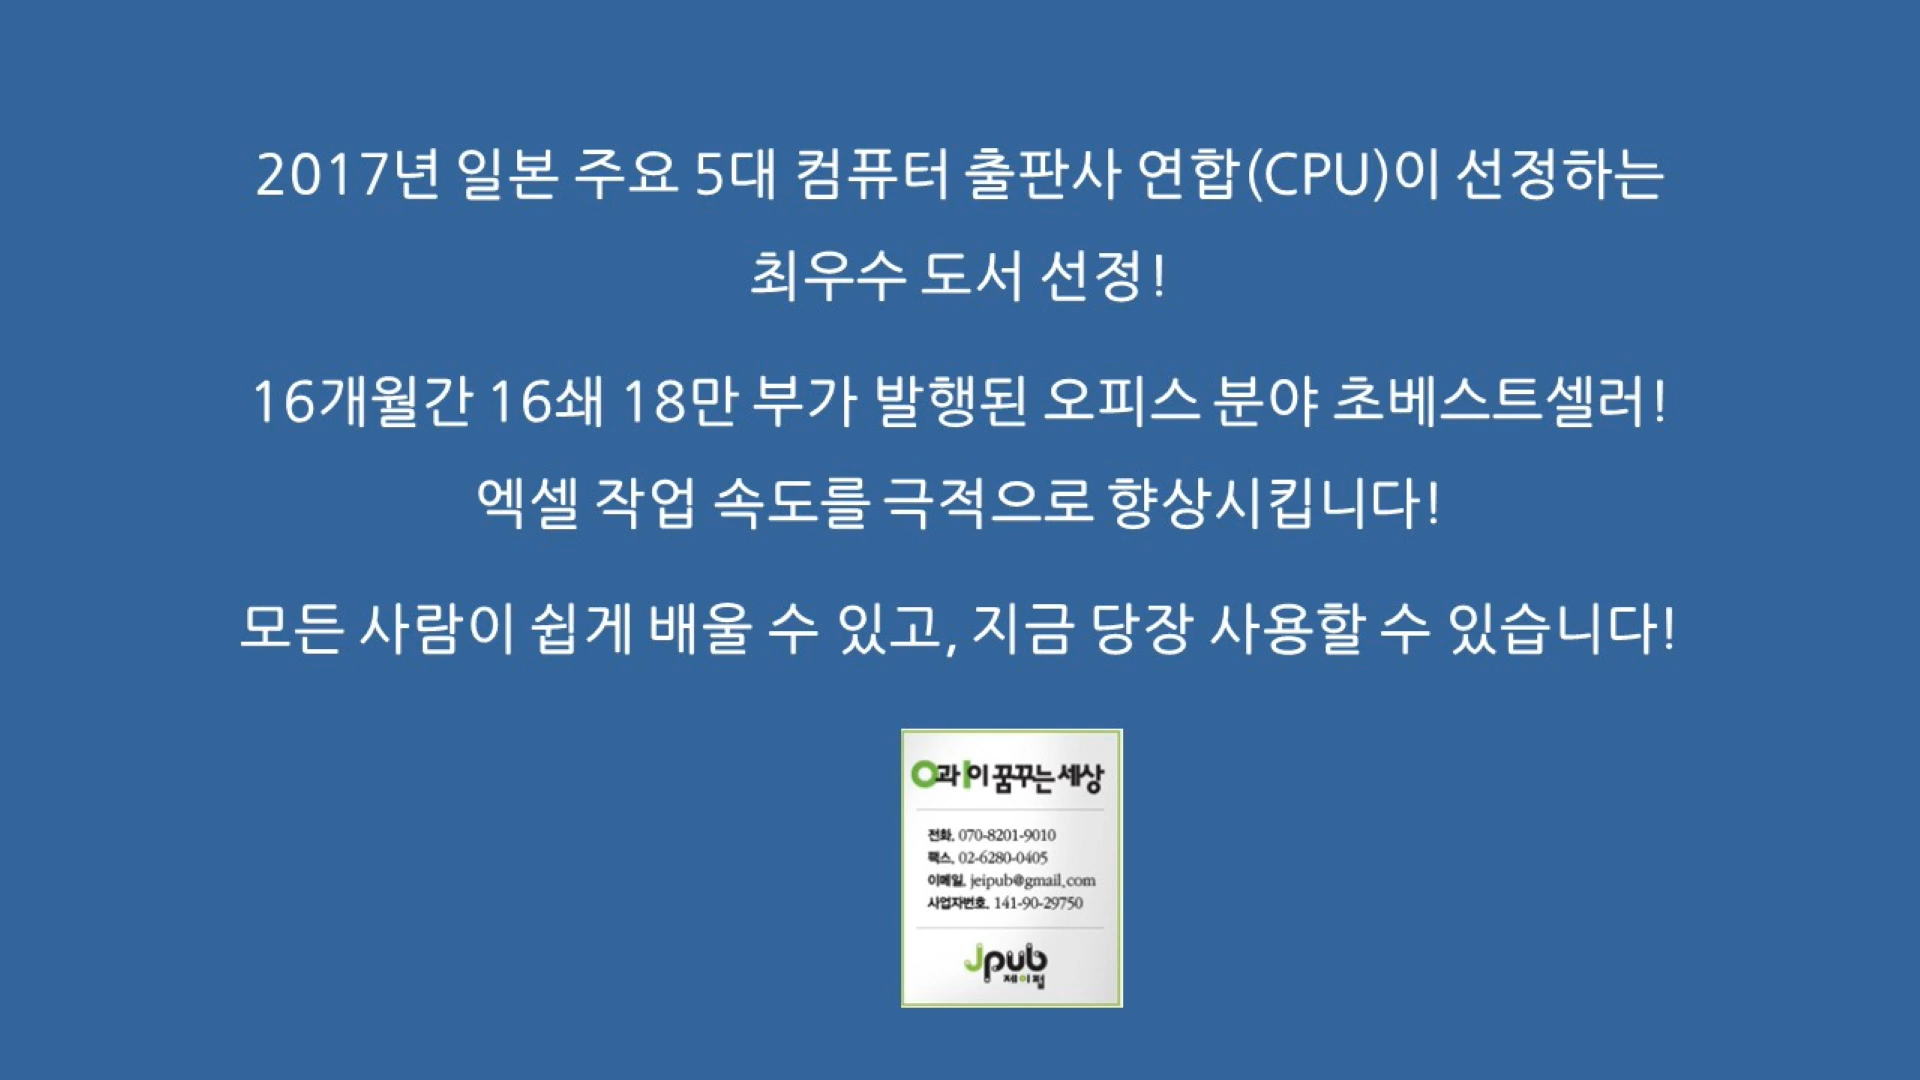 2017년 일본 주요 5대 컴퓨터 출판사 연합(CPU)이 선정하는
최우수 도서 선정!
16개월간 16쇄 18만 부가 발행된 오피스 분야 초베스트셀러!
엑셀 작업 속도를 극적으로 향상시킵니다!
모든 사람이 쉽게 배울 수 있고, 지금 당장 사용할 수 있습니다!
O과 I이 꿈꾸는 세상
전화. 070-8201-9010
팩스. 02-6280-0405
이메일. jeipub@gmail.com
사업자번호. 141-90-29750
Jpub
제이펍